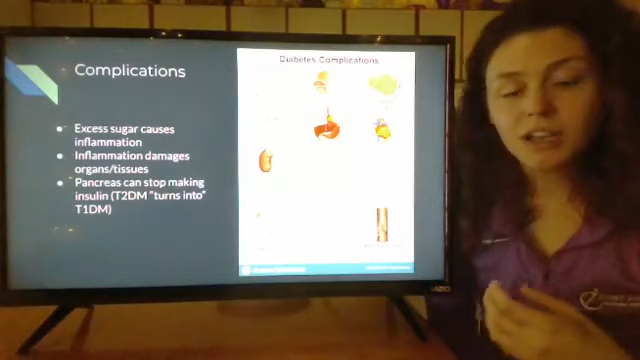 Complications
Excess sugar causes
inflammation
Inflammation damages
organs/tissues
Pancreas can stop making
insulin (T2DM "turns into"
T1DM)
Diabetes Complications
VIZIO